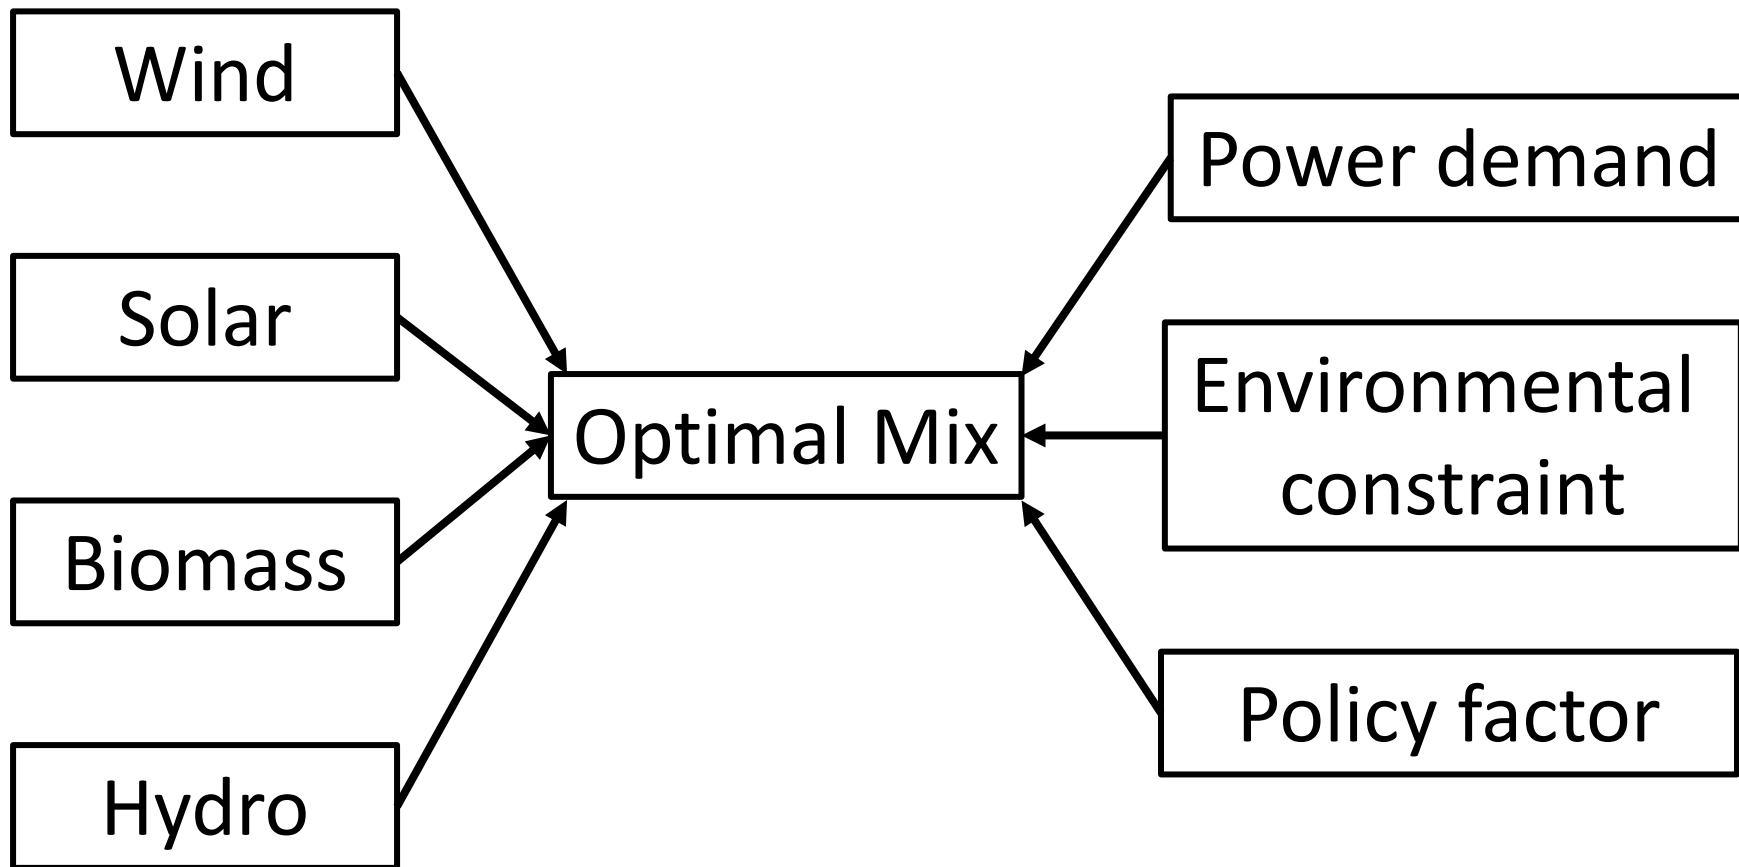 Wind
Solar
Biomass
Hydro
Optimal Mix
Power demand
Environmental
constraint
Policy factor